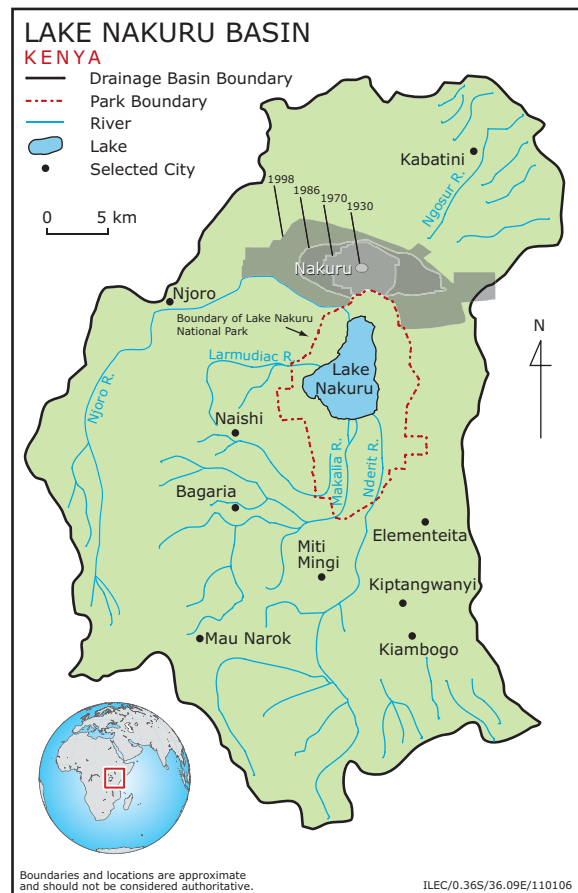 LAKE NAKURU BASIN
KENYA
Drainage Basin Boundary
Park Boundary
River
Lake
Selected City
0 5 km
Kabatini
Ngosur R.
1998
1986
1970
1930
Nakuru
Njoro
Boundary of Lake Nakuru
National Park
N
Larmudiac R.
Lake
Nakuru
Njoro R.
Naishi
Makalia R.
Nderit R.
Bagaria
Elementeita
Miti
Mingi
Kiptangwanyi
Mau Narok
Kiambogo
Boundaries and locations are approximate
and should not be considered authoritative.
ILEC/0.36S/36.09E/110106